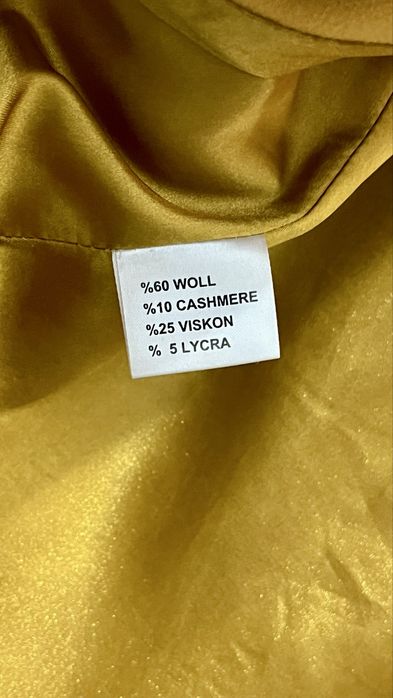 %60 WOLL
%10 CASHMERE
%25 VISKON
% 5 LYCRA